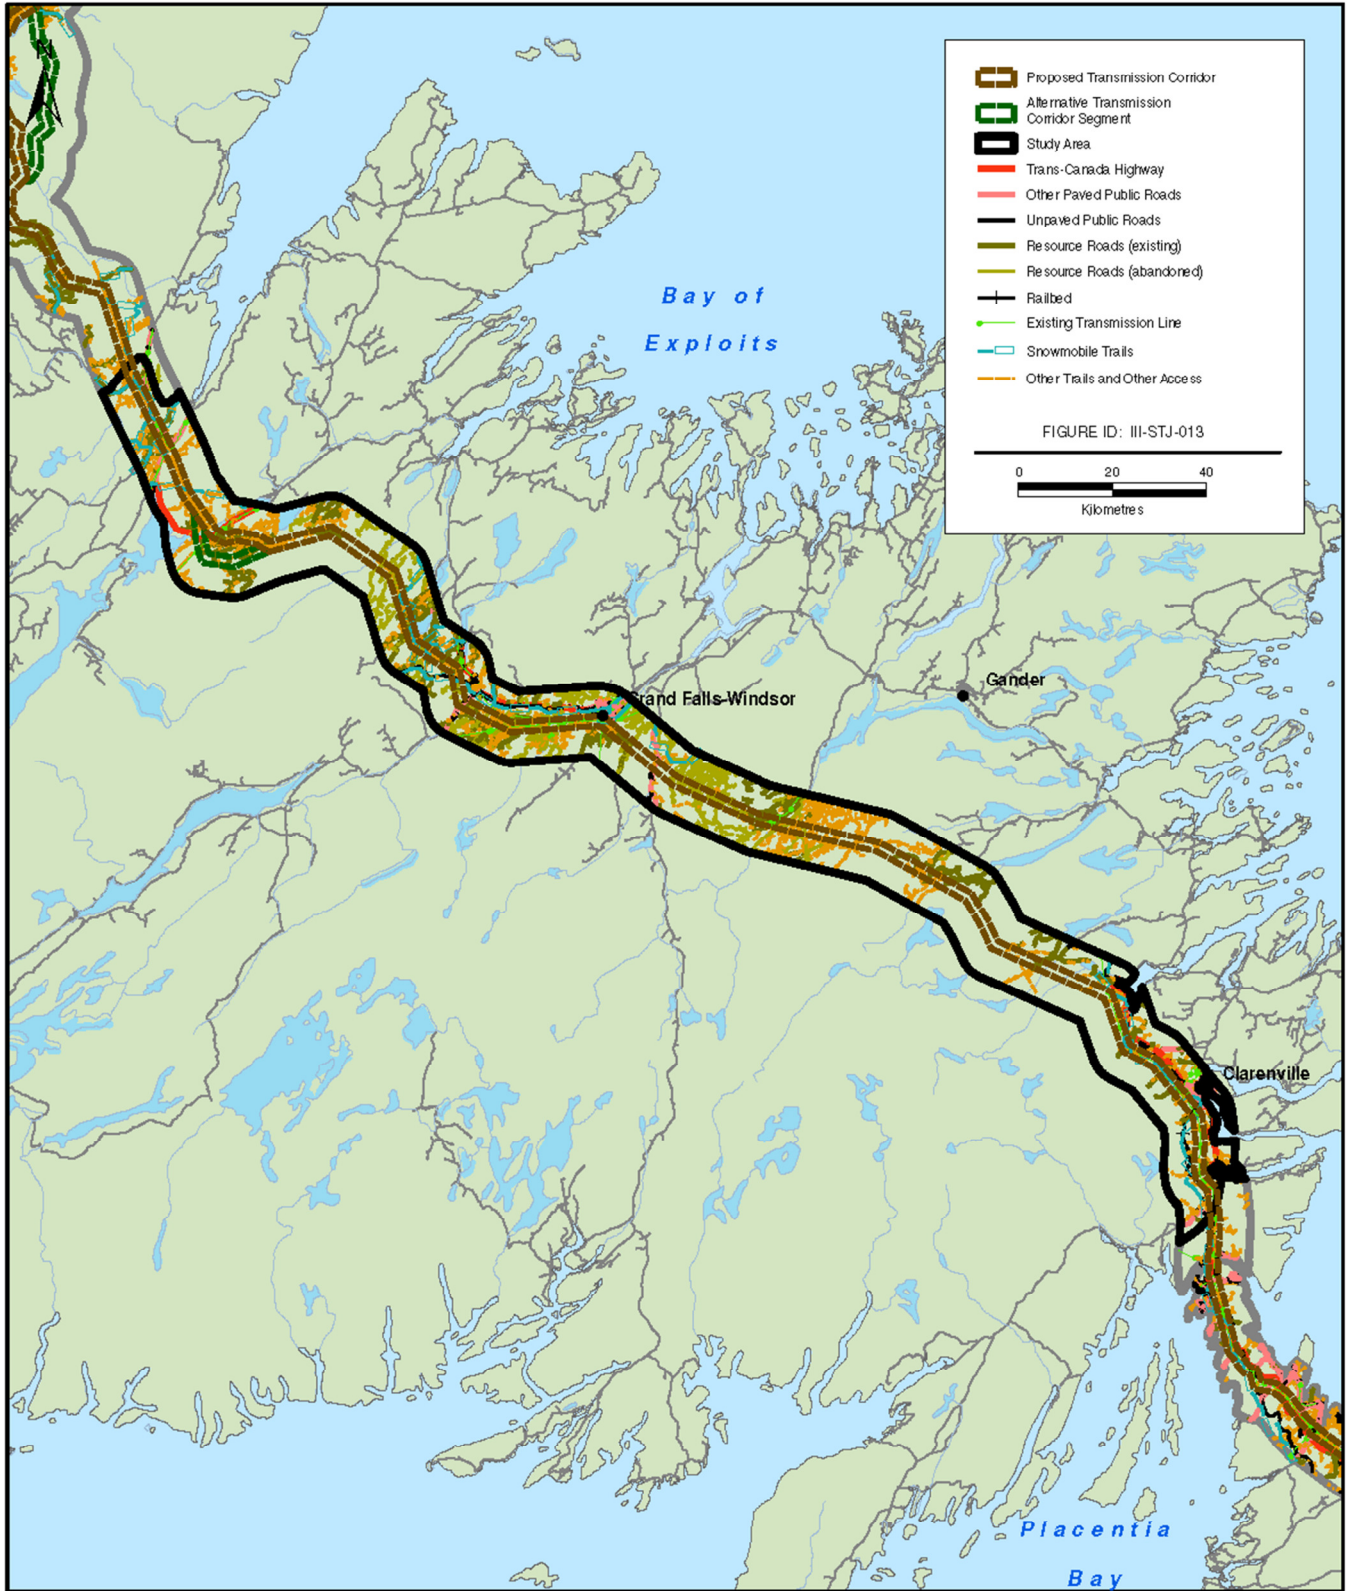 N
Proposed Transmission Corridor
Alternative Transmission
Corridor Segment
Study Area
Trans-Canada Highway
Other Paved Public Roads
Unpaved Public Roads
Resource Roads (existing)
Resource Roads (abandoned)
Railbed
Existing Transmission Line
Snowmobile Trails
Other Trails and Other Access
FIGURE ID: III-STJ-013
0 20 40
Kilometres
Bay of
Exploits
Gander
Grand Falls-Windsor
Clarenville
Placentia
Bay